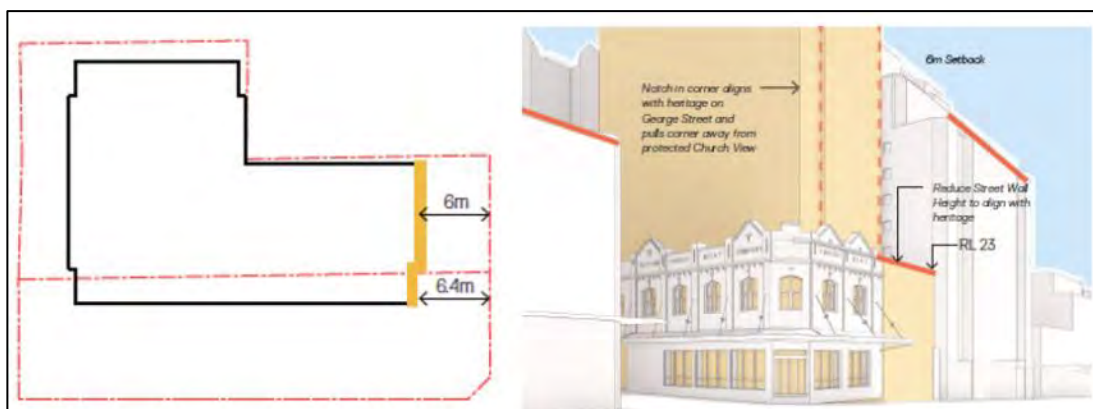 6m
6.4m
6m Setback
Notch in corner aligns
with heritage on
George Street and
pulls corner away from
protected Church View
Reduce Street Wall
Height to align with
heritage
RL 23